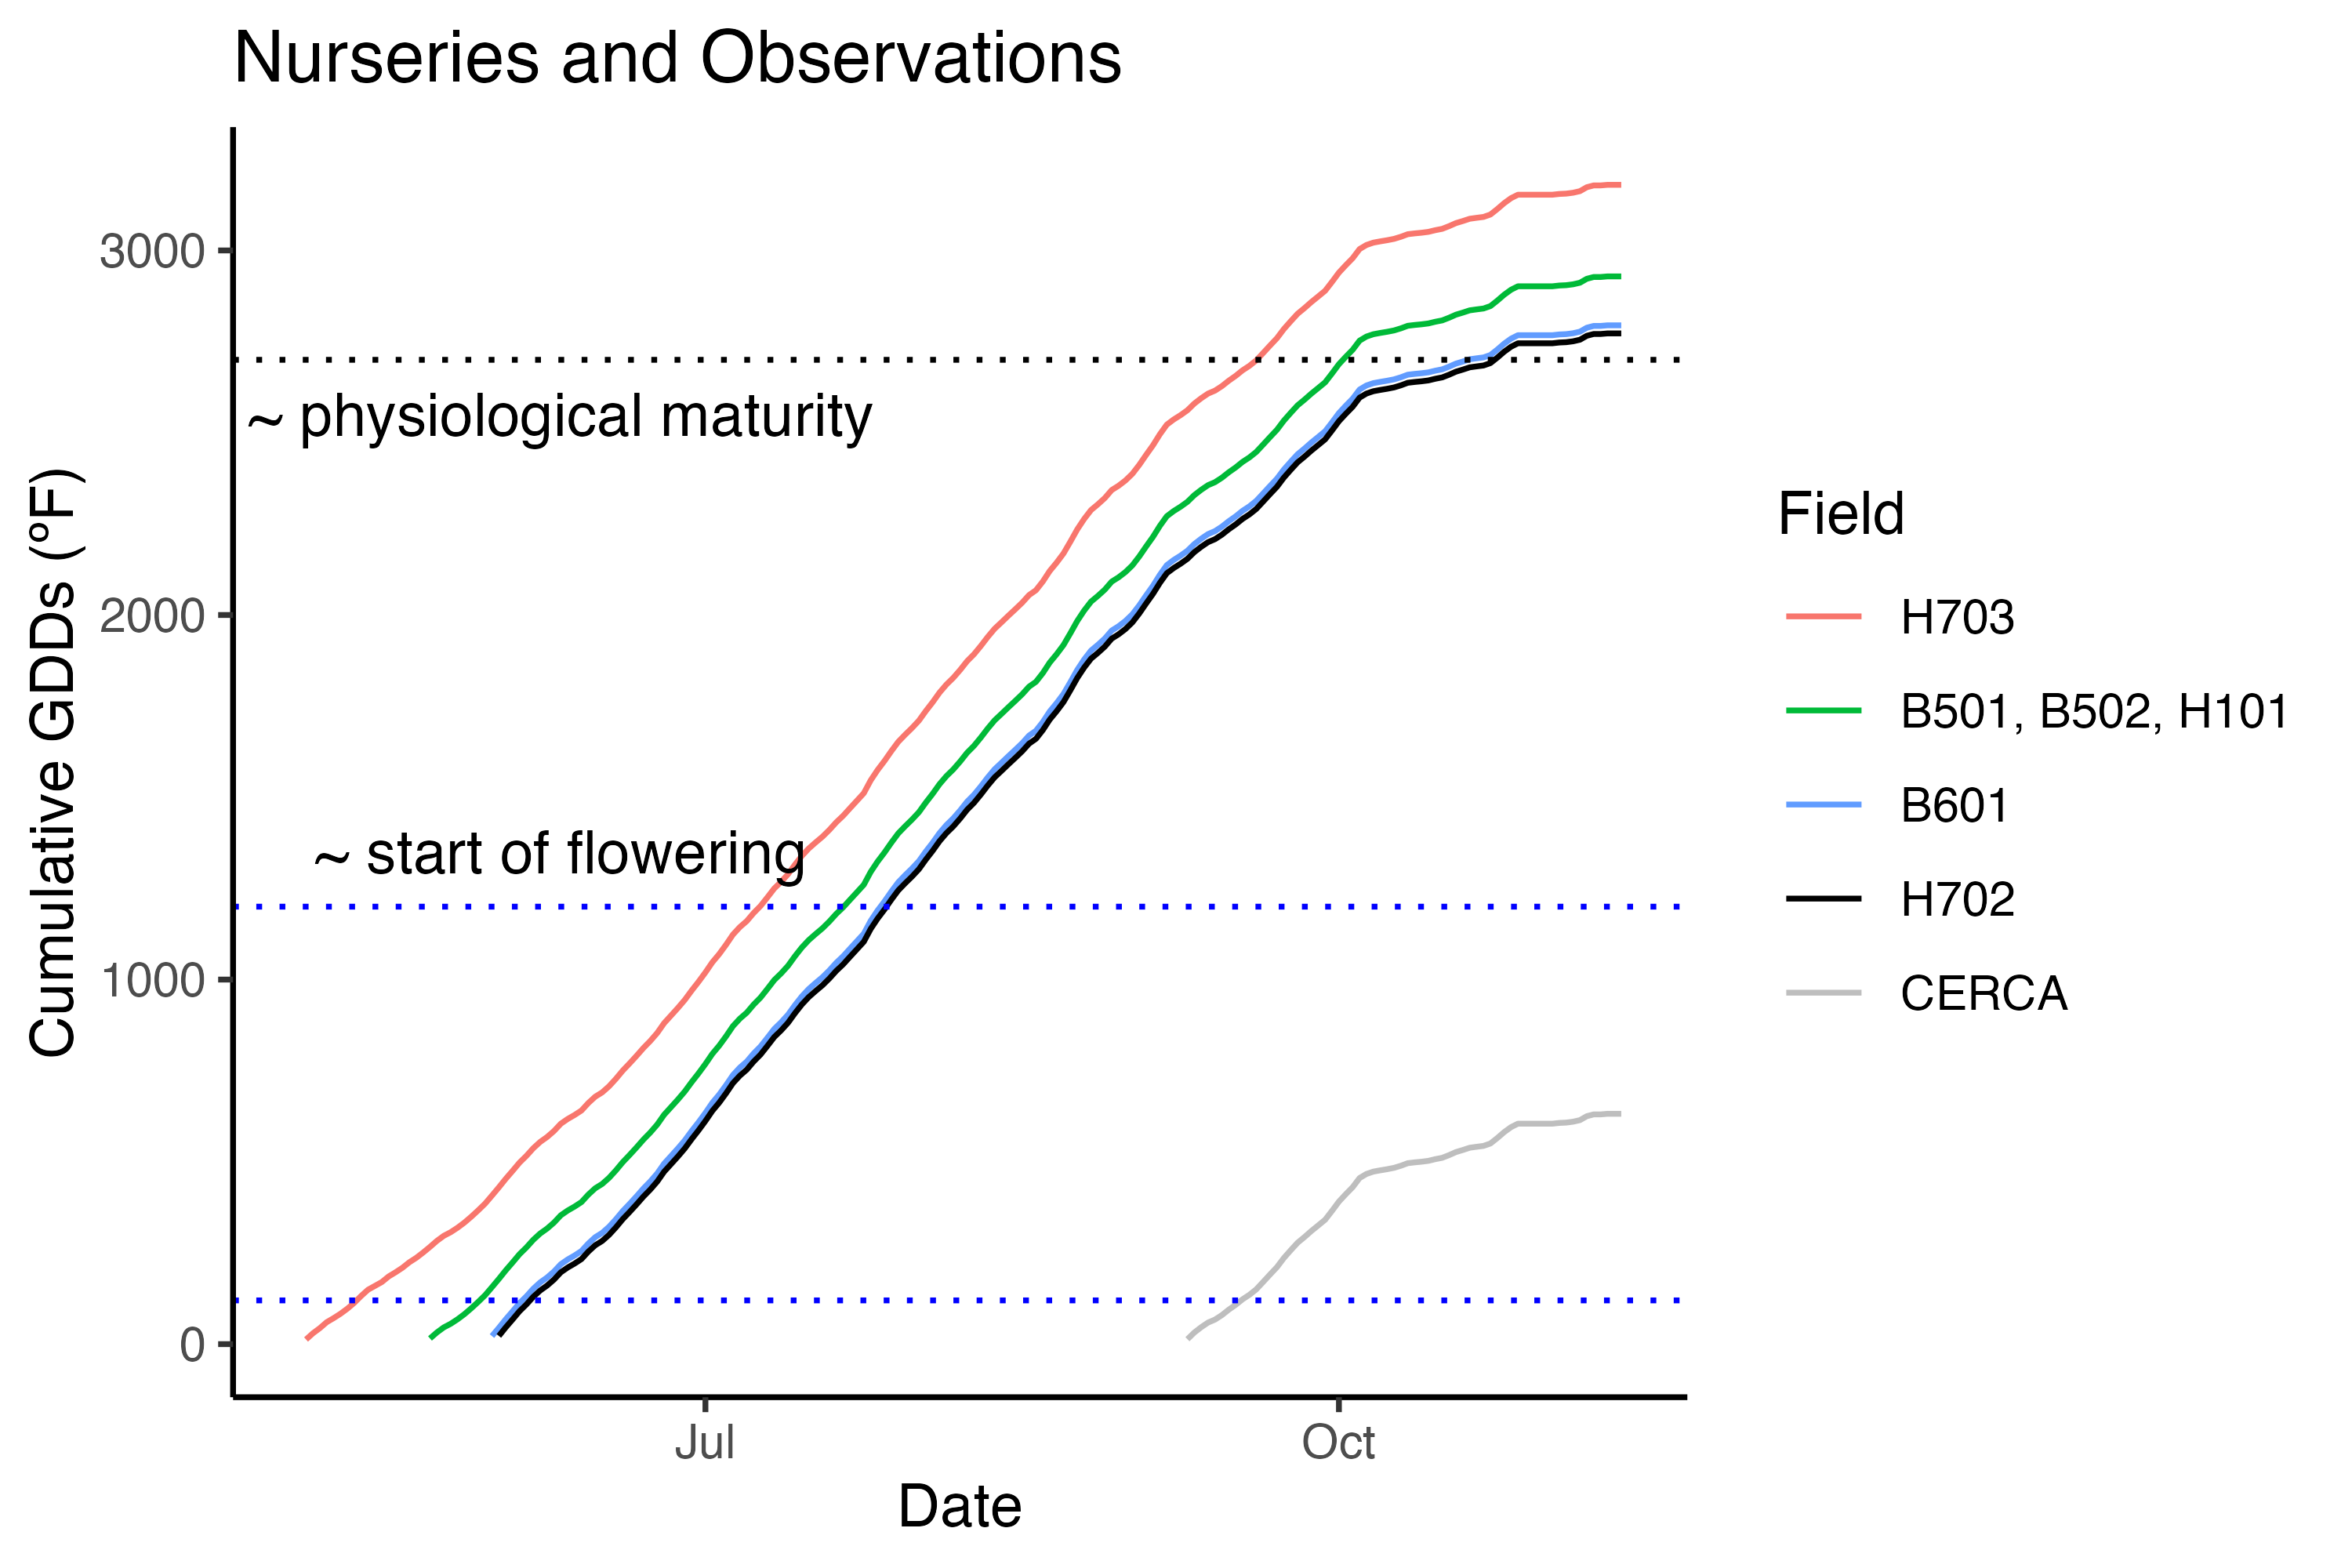 Nurseries and Observations
Cumulative GDDs (ºF)
3000
2000
1000
0
~ physiological maturity
~ start of flowering
Jul
Oct
Date
Field
H703
B501, B502, H101
B601
H702
CERCA